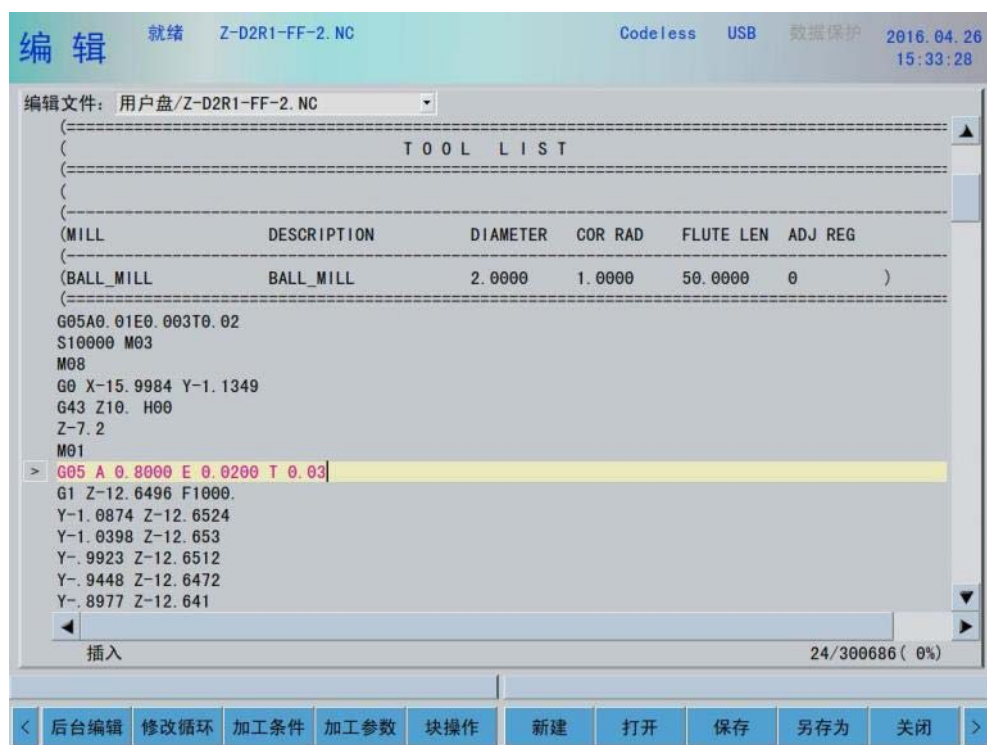 编 辑 就绪 Z-D2R1-FF-2.NC Codeless USB 数据保护 2016.04.26
15:33:28
编辑文件: 用户盘/Z-D2R1-FF-2.NC
(==============================================================================
( T O O L L I S T
(==============================================================================
(
(------------------------------------------------------------------------------
(MILL DESCRIPTION DIAMETER COR RAD FLUTE LEN ADJ REG
(------------------------------------------------------------------------------
(BALL_MILL BALL_MILL 2.0000 1.0000 50.0000 0 )
(==============================================================================
G05A0.01E0.003T0.02
S10000 M03
M08
G0 X-15.9984 Y-1.1349
G43 Z10. H00
Z-7.2
M01
> G05 A 0.8000 E 0.0200 T 0.03
G1 Z-12.6496 F1000.
Y-1.0874 Z-12.6524
Y-1.0398 Z-12.653
Y-.9923 Z-12.6512
Y-.9448 Z-12.6472
Y-.8977 Z-12.641
插入 24/300686( 0%)
< 后台编辑 修改循环 加工条件 加工参数 块操作 新建 打开 保存 另存为 关闭 >